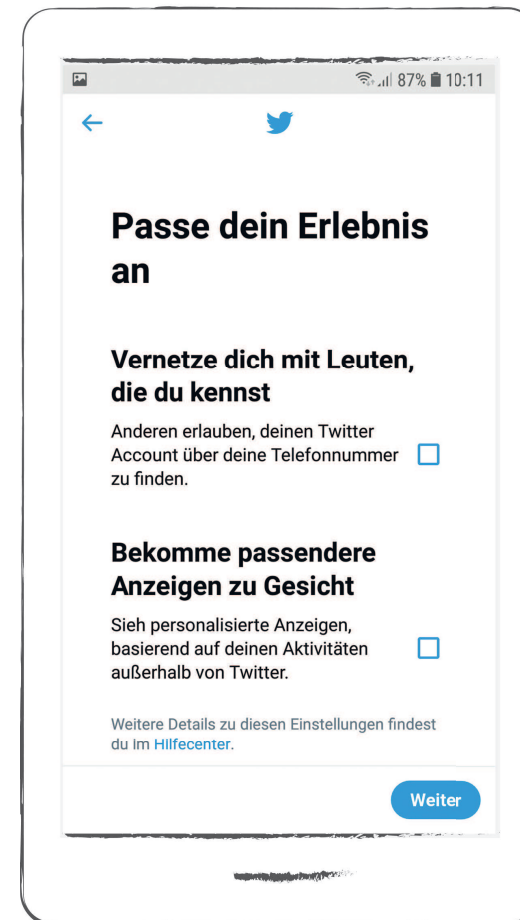 87% 10:11
Passe dein Erlebnis
an
Vernetze dich mit Leuten,
die du kennst
Anderen erlauben, deinen Twitter
Account über deine Telefonnummer
zu finden.
Bekomme passendere
Anzeigen zu Gesicht
Sieh personalisierte Anzeigen,
basierend auf deinen Aktivitäten
außerhalb von Twitter.
Weitere Details zu diesen Einstellungen findest
du im Hilfecenter.
Weiter